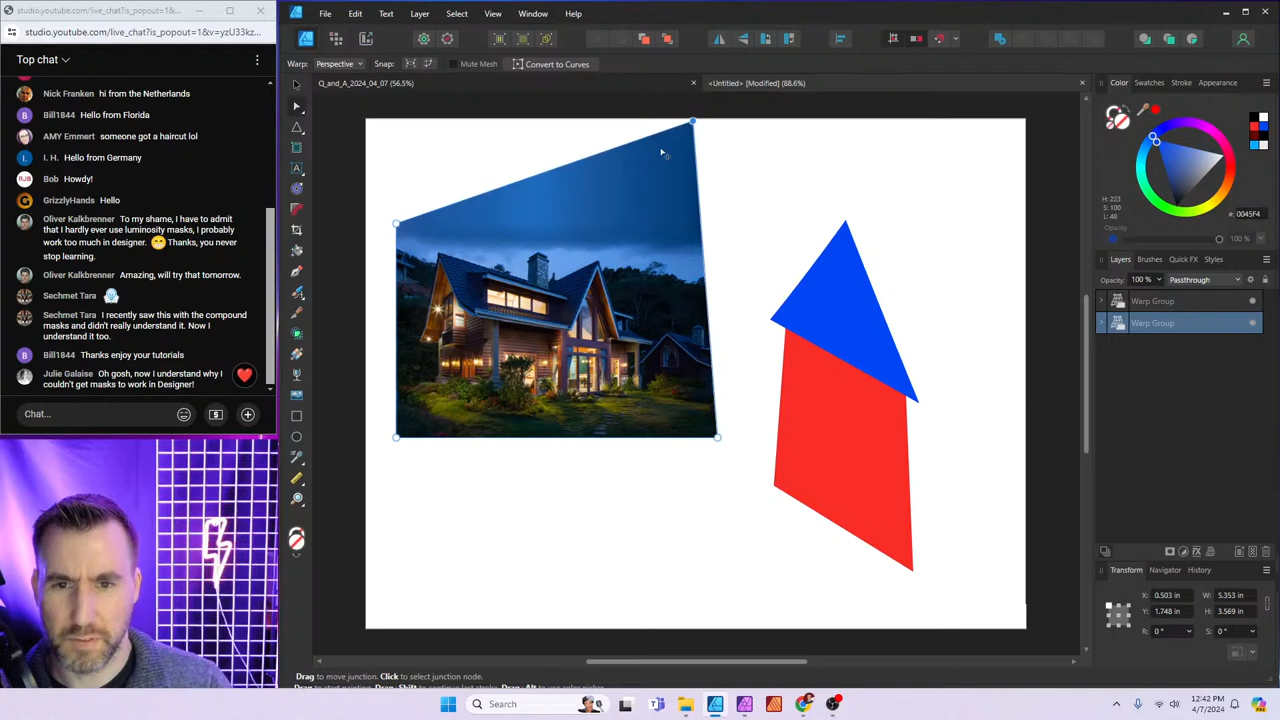 studio.youtube.com/live_chat?is_popout=1&v=yzU33kz...
Top chat
Nick Franken hi from the Netherlands
Bill1844 Hello from Florida
AMY Emmert someone got a haircut lol
I. H. Hello from Germany
Bob Howdy!
GrizzlyHands Hello
Oliver Kalkbrenner To my shame, I have to admit
that I hardly ever use luminosity masks, I probably
work too much in designer. Thanks, you never
stop learning.
Oliver Kalkbrenner Amazing, will try that tomorrow.
Sechmet Tara
Sechmet Tara I recently saw this with the compound
masks and didn't really understand it. Now I
understand it too.
Bill1844 Thanks enjoy your tutorials
Julie Galaise Oh gosh, now I understand why I
couldn't get masks to work in Designer!
Chat...
File Edit Text Layer Select View Window Help
Warp: Perspective Snap: Mute Mesh Convert to Curves
Q_and_A_2024_04_07 (56.5%)
<Untitled> [Modified] (88.6%)
Color Swatches Stroke Appearance
H: 223
S: 100
L: 48
#: 0045F4
Opacity
100 %
Layers Brushes Quick FX Styles
Opacity: 100 % Passthrough
Warp Group
Warp Group
Transform Navigator History
X: 0.503 in W: 5.353 in
Y: 1.748 in H: 3.569 in
R: 0 ° S: 0 °
Drag to move junction. Click to select junction node.
Search
12:42 PM
4/7/2024